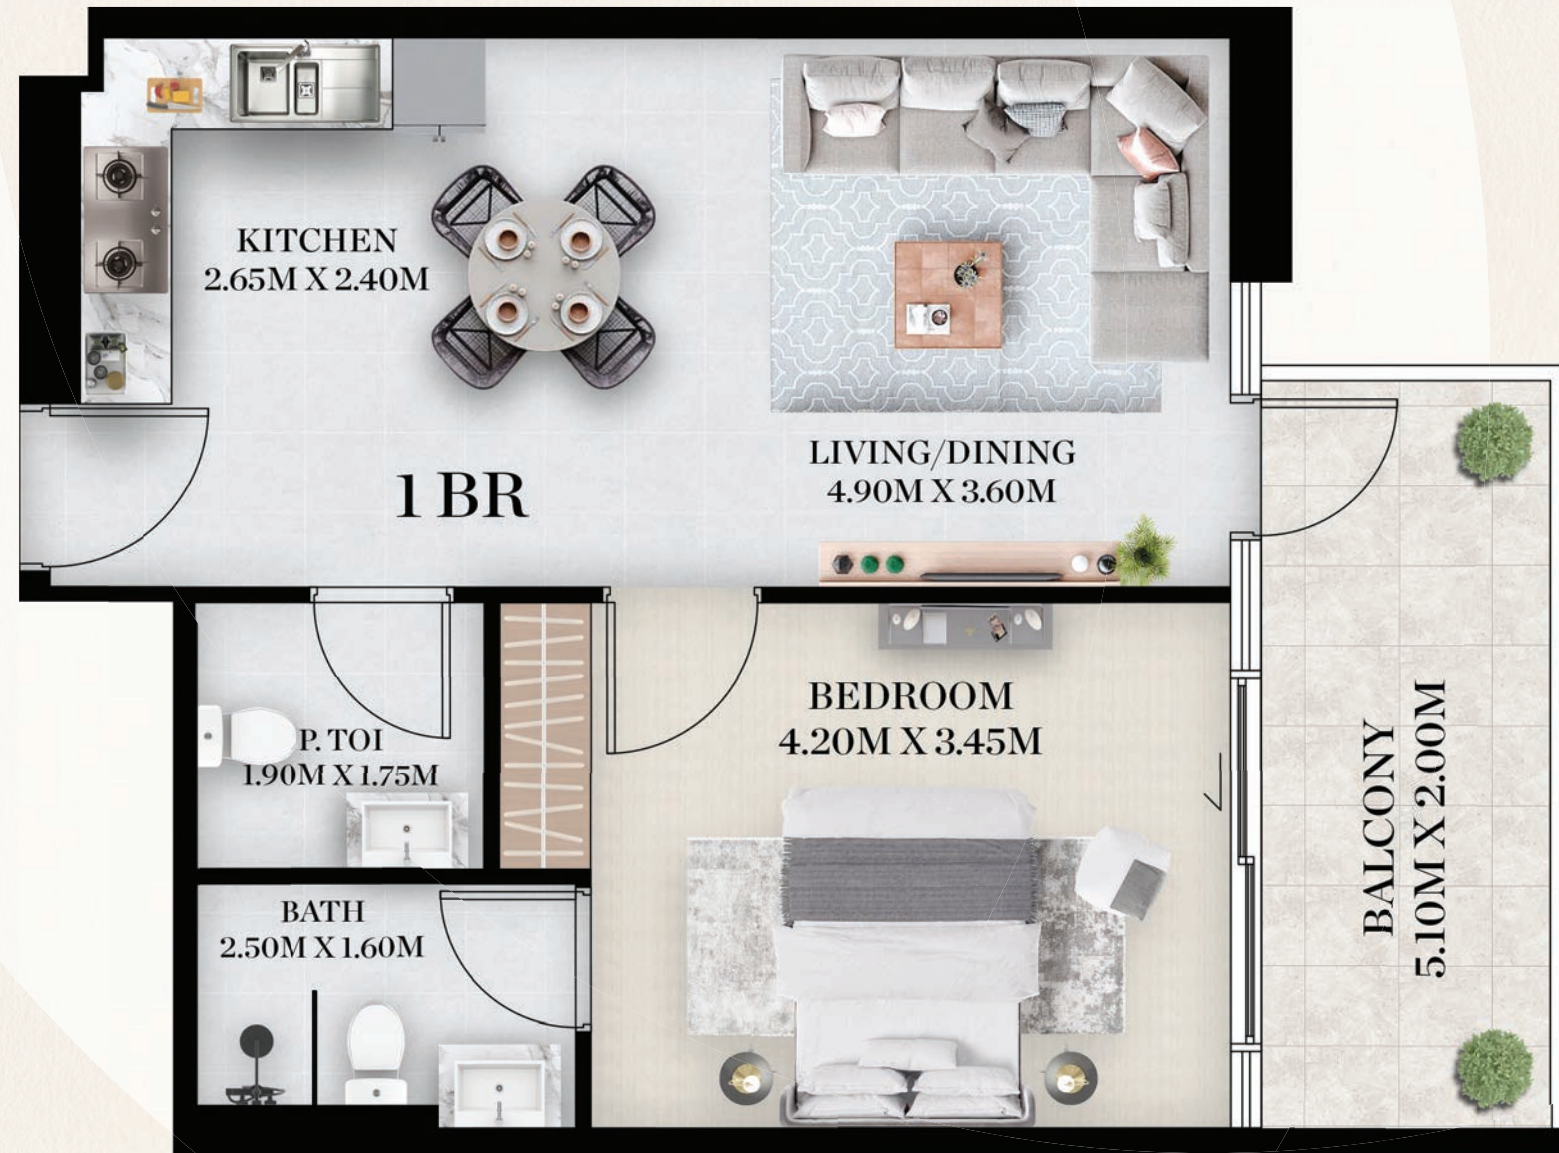 KITCHEN
2.65M X 2.40M
LIVING/DINING
4.90M X 3.60M
1 BR
BEDROOM
4.20M X 3.45M
P. TOI
1.90M X 1.75M
BATH
2.50M X 1.60M
BALCONY
5.10M X 2.00M